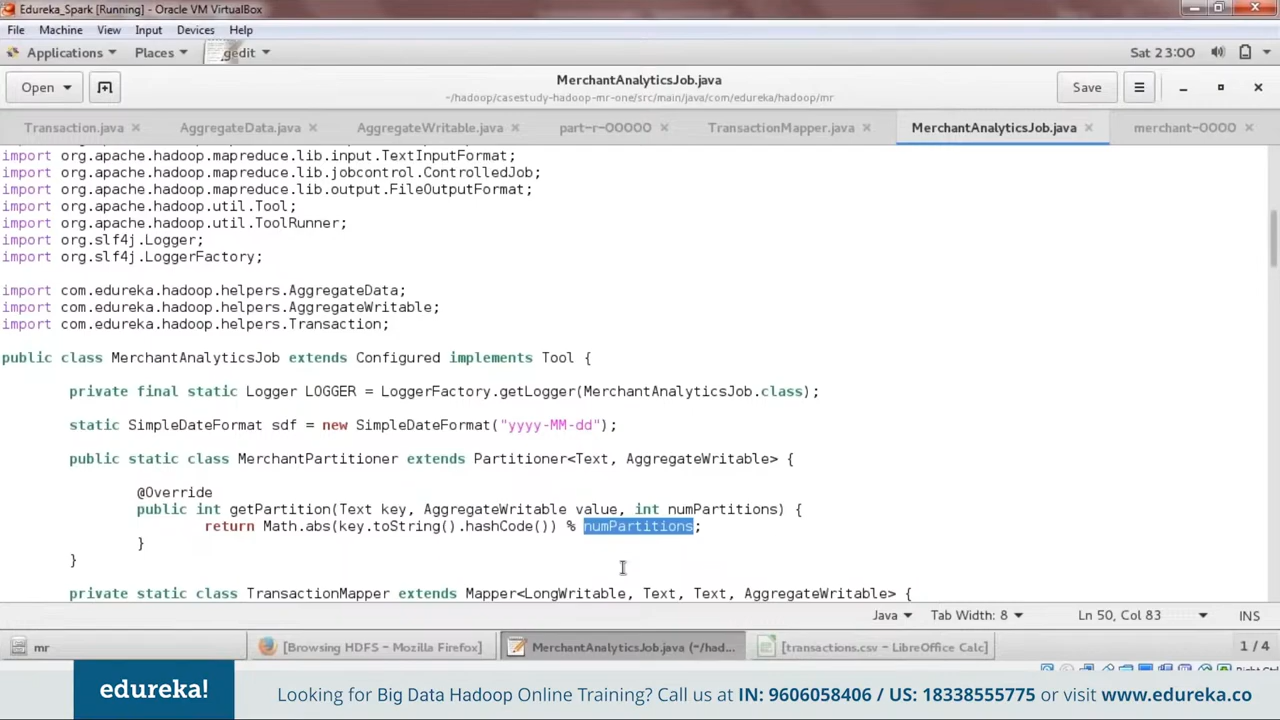 Edureka_Spark [Running] - Oracle VM VirtualBox
File Machine View Input Devices Help
Applications Places gedit Sat 23:00
Open MerchantAnalyticsJob.java Save
~/hadoop/casestudy-hadoop-mr-one/src/main/java/com/edureka/hadoop/mr
Transaction.java AggregateData.java AggregateWritable.java part-r-00000 TransactionMapper.java MerchantAnalyticsJob.java merchant-0000
import org.apache.hadoop.mapreduce.lib.input.TextInputFormat;
import org.apache.hadoop.mapreduce.lib.jobcontrol.ControlledJob;
import org.apache.hadoop.mapreduce.lib.output.FileOutputFormat;
import org.apache.hadoop.util.Tool;
import org.apache.hadoop.util.ToolRunner;
import org.slf4j.Logger;
import org.slf4j.LoggerFactory;
import com.edureka.hadoop.helpers.AggregateData;
import com.edureka.hadoop.helpers.AggregateWritable;
import com.edureka.hadoop.helpers.Transaction;
public class MerchantAnalyticsJob extends Configured implements Tool {
private final static Logger LOGGER = LoggerFactory.getLogger(MerchantAnalyticsJob.class);
static SimpleDateFormat sdf = new SimpleDateFormat("yyyy-MM-dd");
public static class MerchantPartitioner extends Partitioner<Text, AggregateWritable> {
@Override
public int getPartition(Text key, AggregateWritable value, int numPartitions) {
return Math.abs(key.toString().hashCode()) % numPartitions;
}
}
private static class TransactionMapper extends Mapper<LongWritable, Text, Text, AggregateWritable> {
Java Tab Width: 8 Ln 50, Col 83 INS
mr [Browsing HDFS - Mozilla Firefox] MerchantAnalyticsJob.java (~/had... [transactions.csv - LibreOffice Calc] 1 / 4
edureka! Looking for Big Data Hadoop Online Training? Call us at IN: 9606058406 / US: 18338555775 or visit www.edureka.co